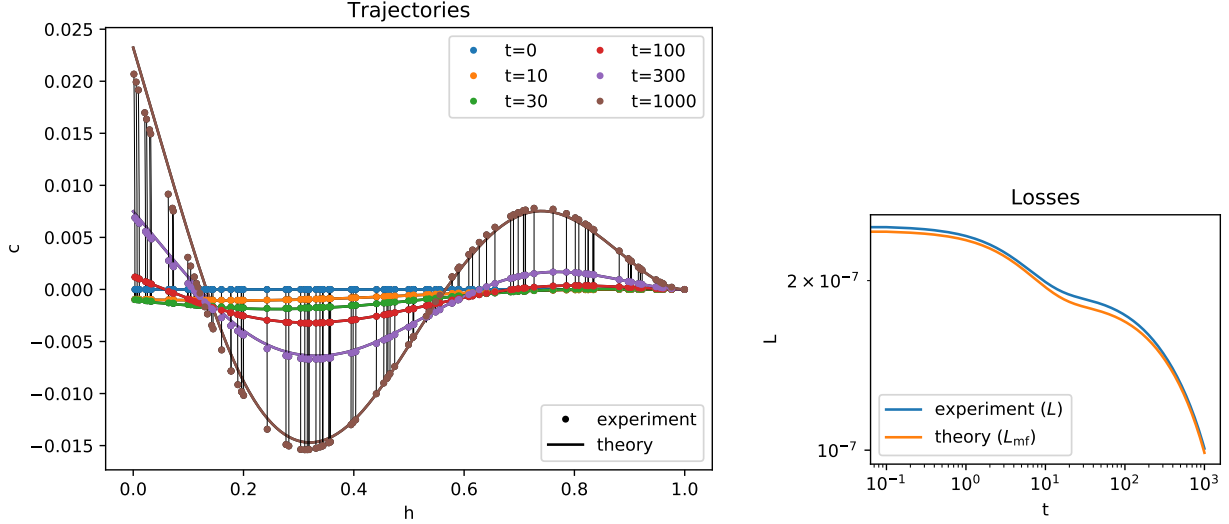 Trajectories
0.025
0.020
0.015
0.010
0.005
0.000
−0.005
−0.010
−0.015
c
0.0 0.2 0.4 0.6 0.8 1.0
h
t=0 t=100
t=10 t=300
t=30 t=1000
experiment
theory
Losses
2 × 10⁻⁷
10⁻⁷
L
10⁻¹ 10⁰ 10¹ 10² 10³
t
experiment (L)
theory (Lmf)